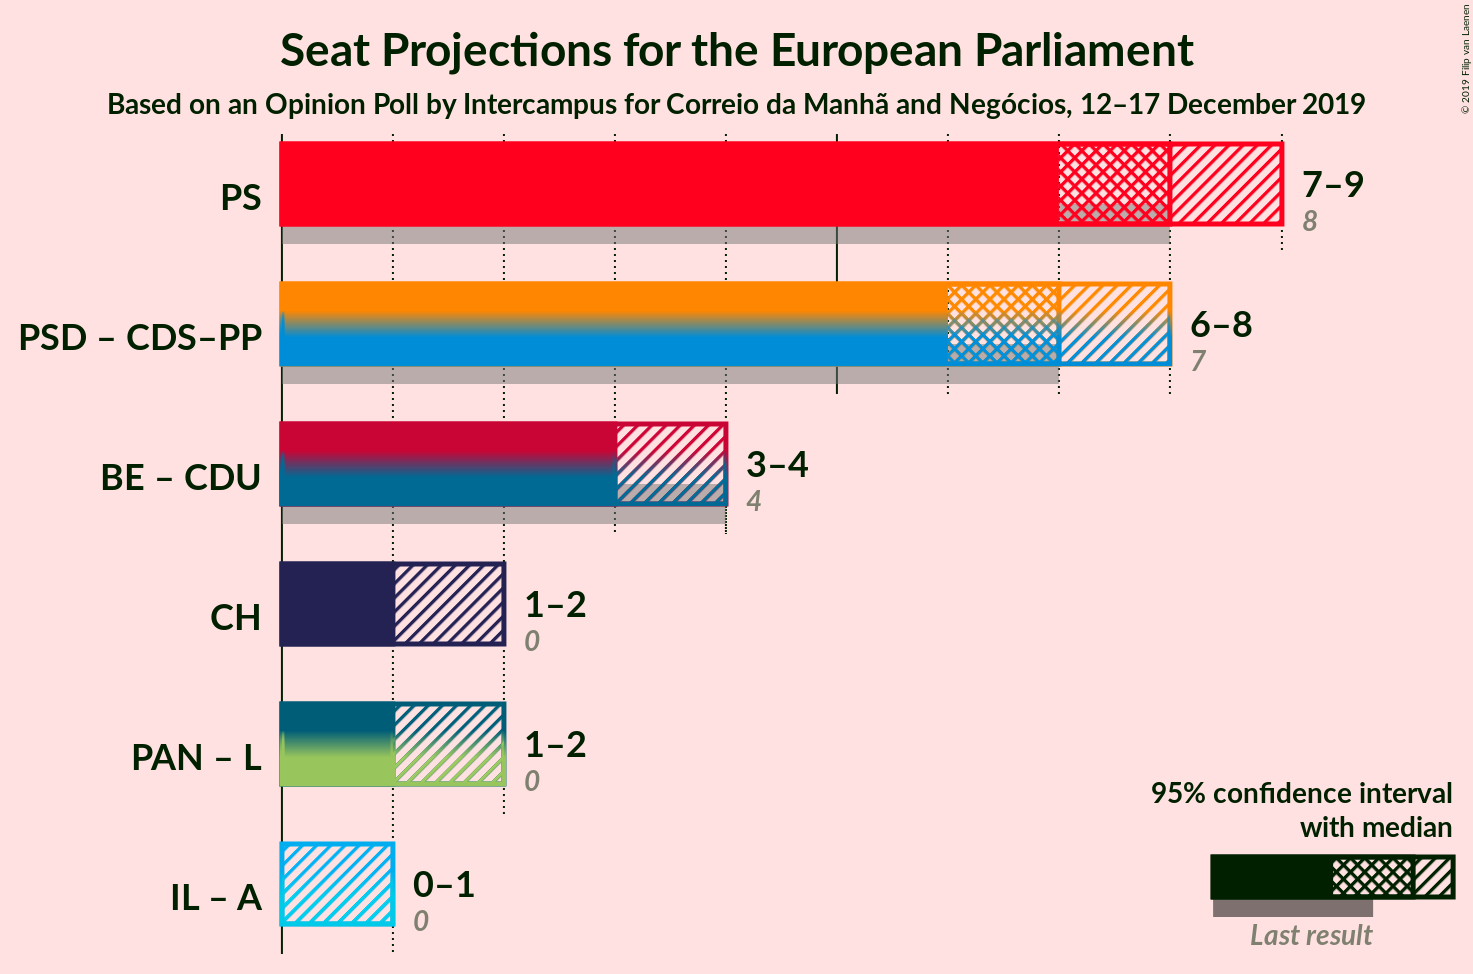 Seat Projections for the European Parliament
Based on an Opinion Poll by Intercampus for Correio da Manhã and Negócios, 12–17 December 2019
© 2019 Filip van Laenen
PS
7–9
8
PSD – CDS–PP
6–8
7
BE – CDU
3–4
4
CH
1–2
0
PAN – L
1–2
0
IL – A
0–1
0
95% confidence interval
with median
Last result